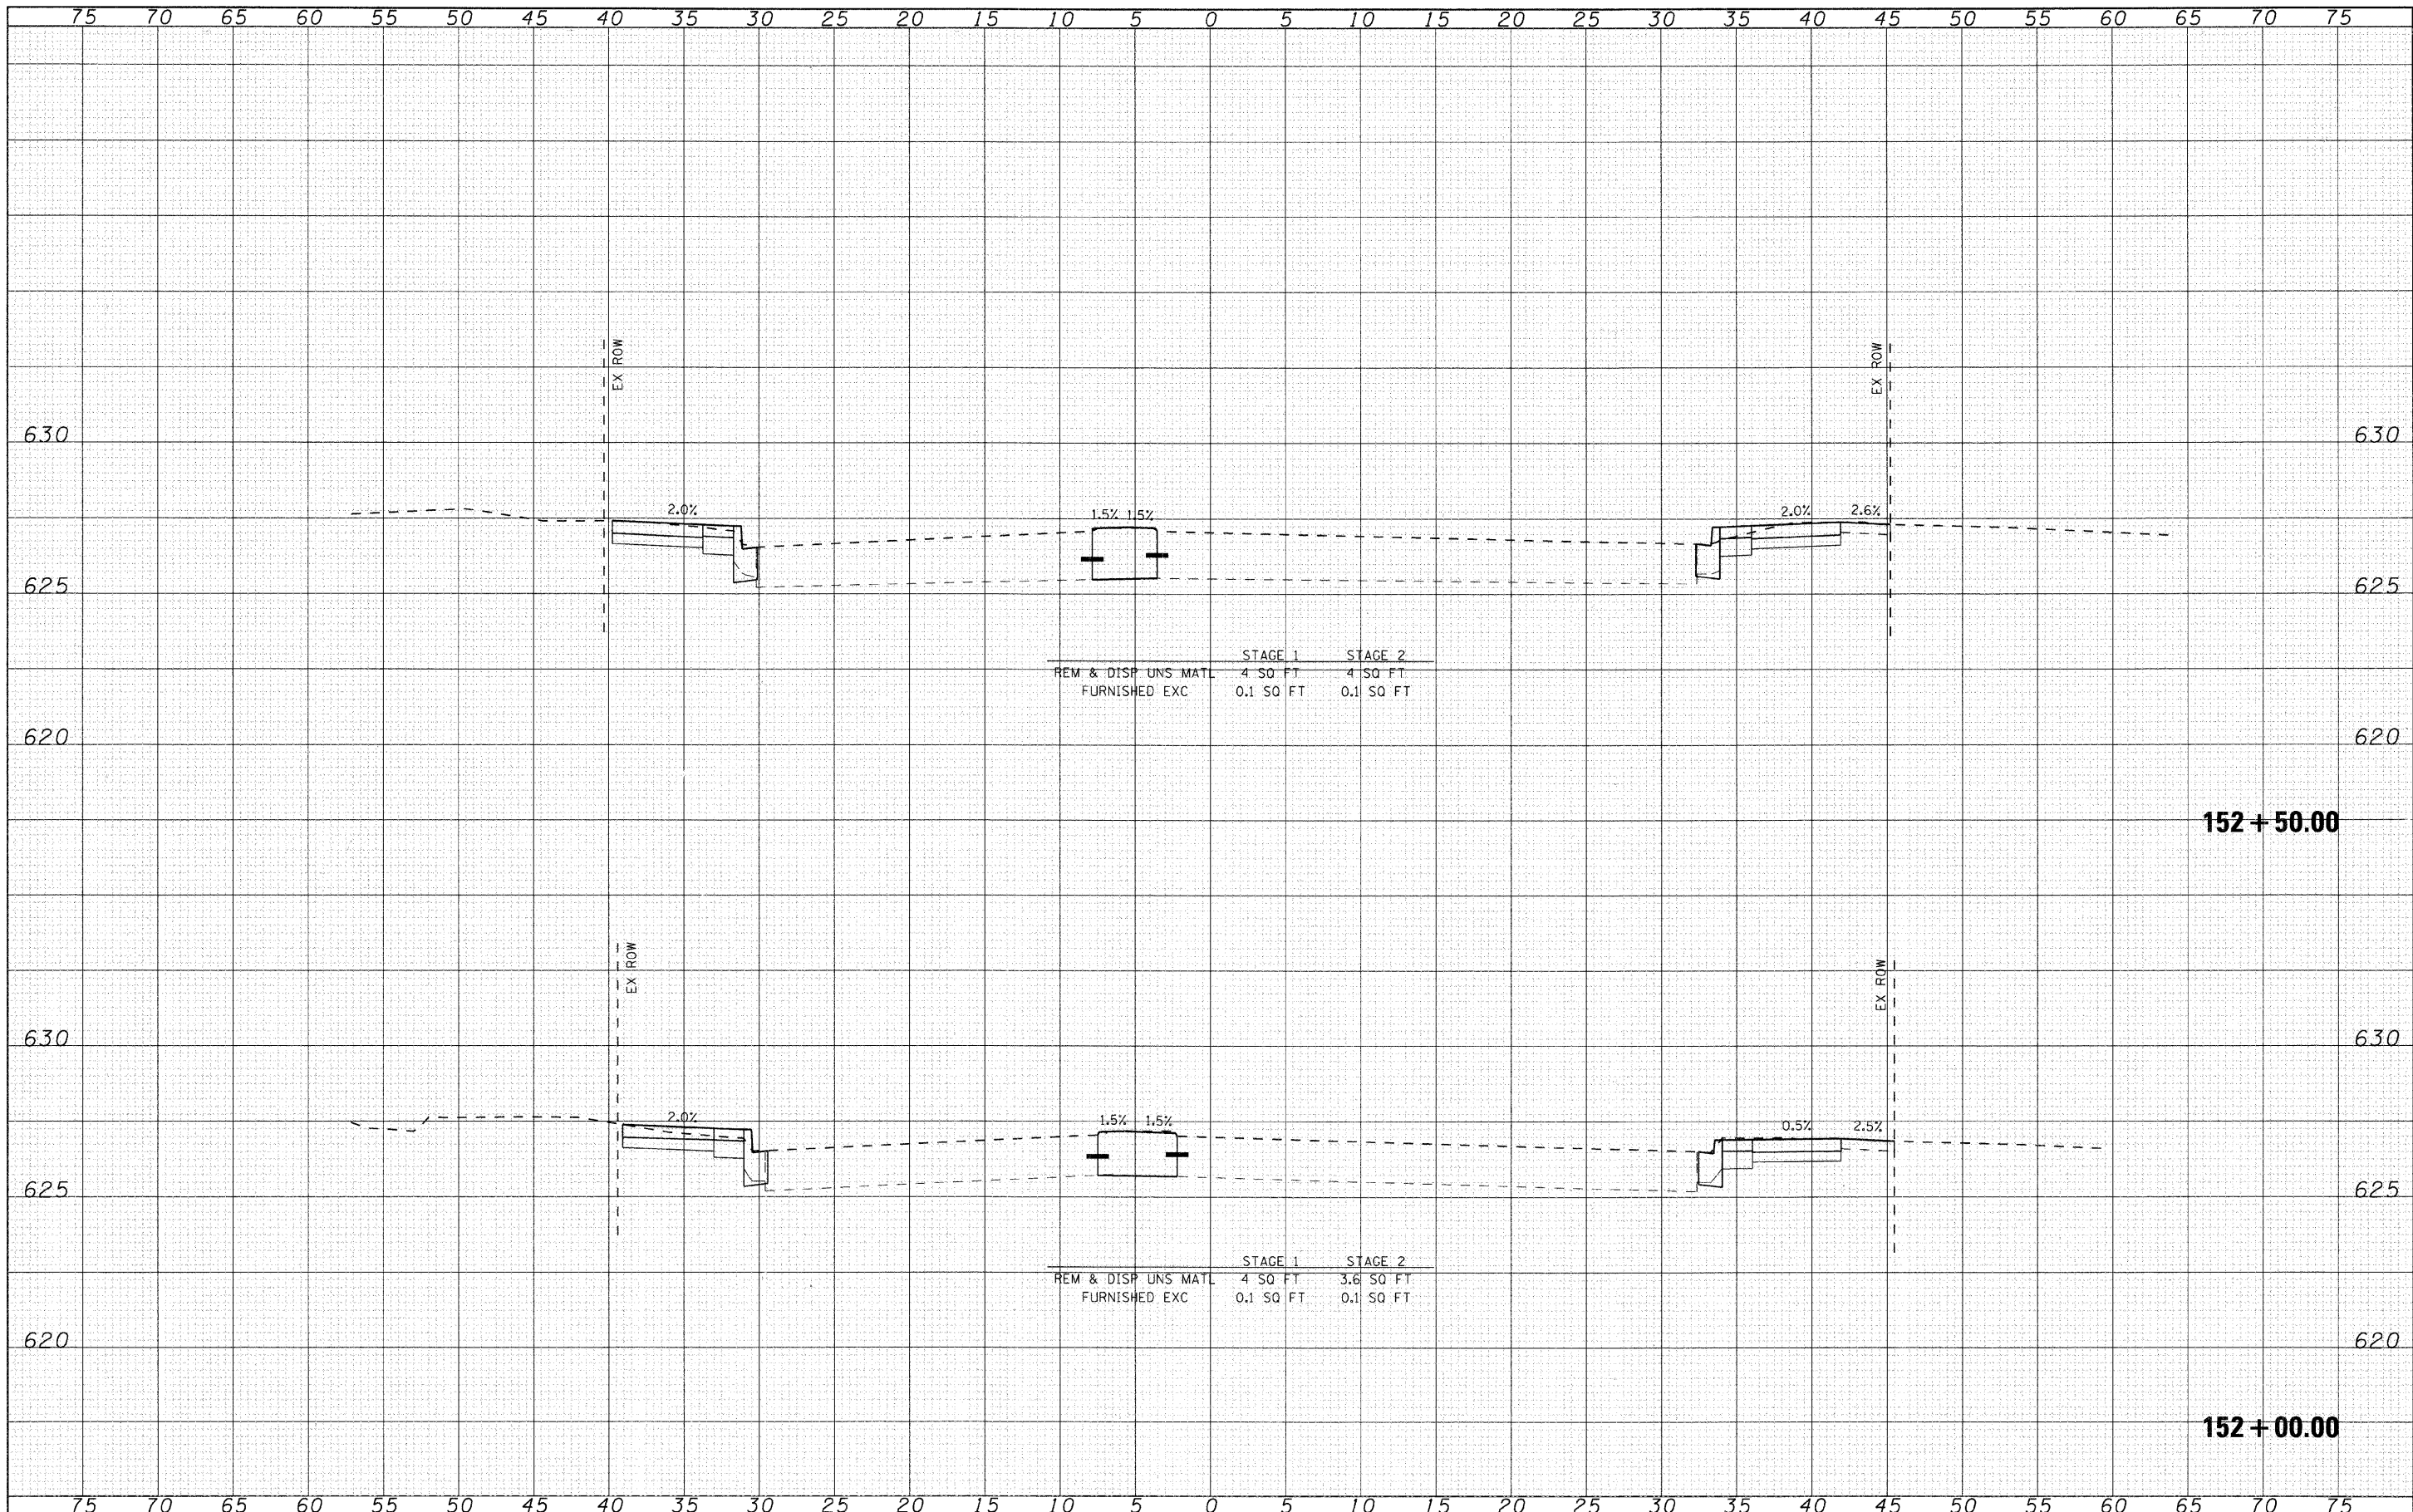 75 70 65 60 55 50 45 40 35 30 25 20 15 10 5 0 5 10 15 20 25 30 35 40 45 50 55 60 65 70 75
EX ROW
EX ROW
630 630
2.0% 1.5% 1.5% 2.0% 2.6%
625 625
STAGE 1 STAGE 2
REM & DISP UNS MATL 4 SQ FT 4 SQ FT
FURNISHED EXC 0.1 SQ FT 0.1 SQ FT
620 620
152+50.00
EX ROW
EX ROW
630 630
2.0% 1.5% 1.5% 0.5% 2.5%
625 625
STAGE 1 STAGE 2
REM & DISP UNS MATL 4 SQ FT 3.6 SQ FT
FURNISHED EXC 0.1 SQ FT 0.1 SQ FT
620 620
152+00.00
75 70 65 60 55 50 45 40 35 30 25 20 15 10 5 0 5 10 15 20 25 30 35 40 45 50 55 60 65 70 75